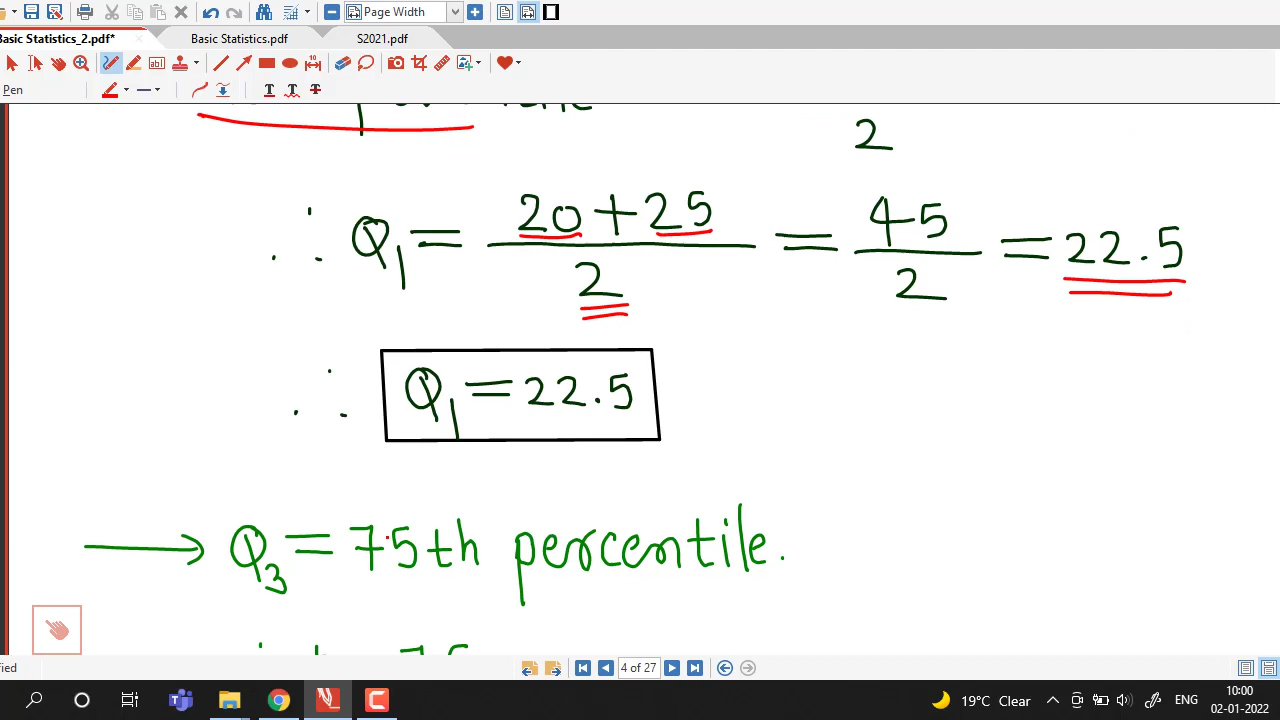 Page Width
Basic Statistics_2.pdf*
Basic Statistics.pdf
S2021.pdf
Pen
2
∴ Q₁ = 20+25 / 2 = 45 / 2 = 22.5
∴ Q₁ = 22.5
→ Q₃ = 75th percentile.
4 of 27
19°C Clear
ENG
10:00
02-01-2022